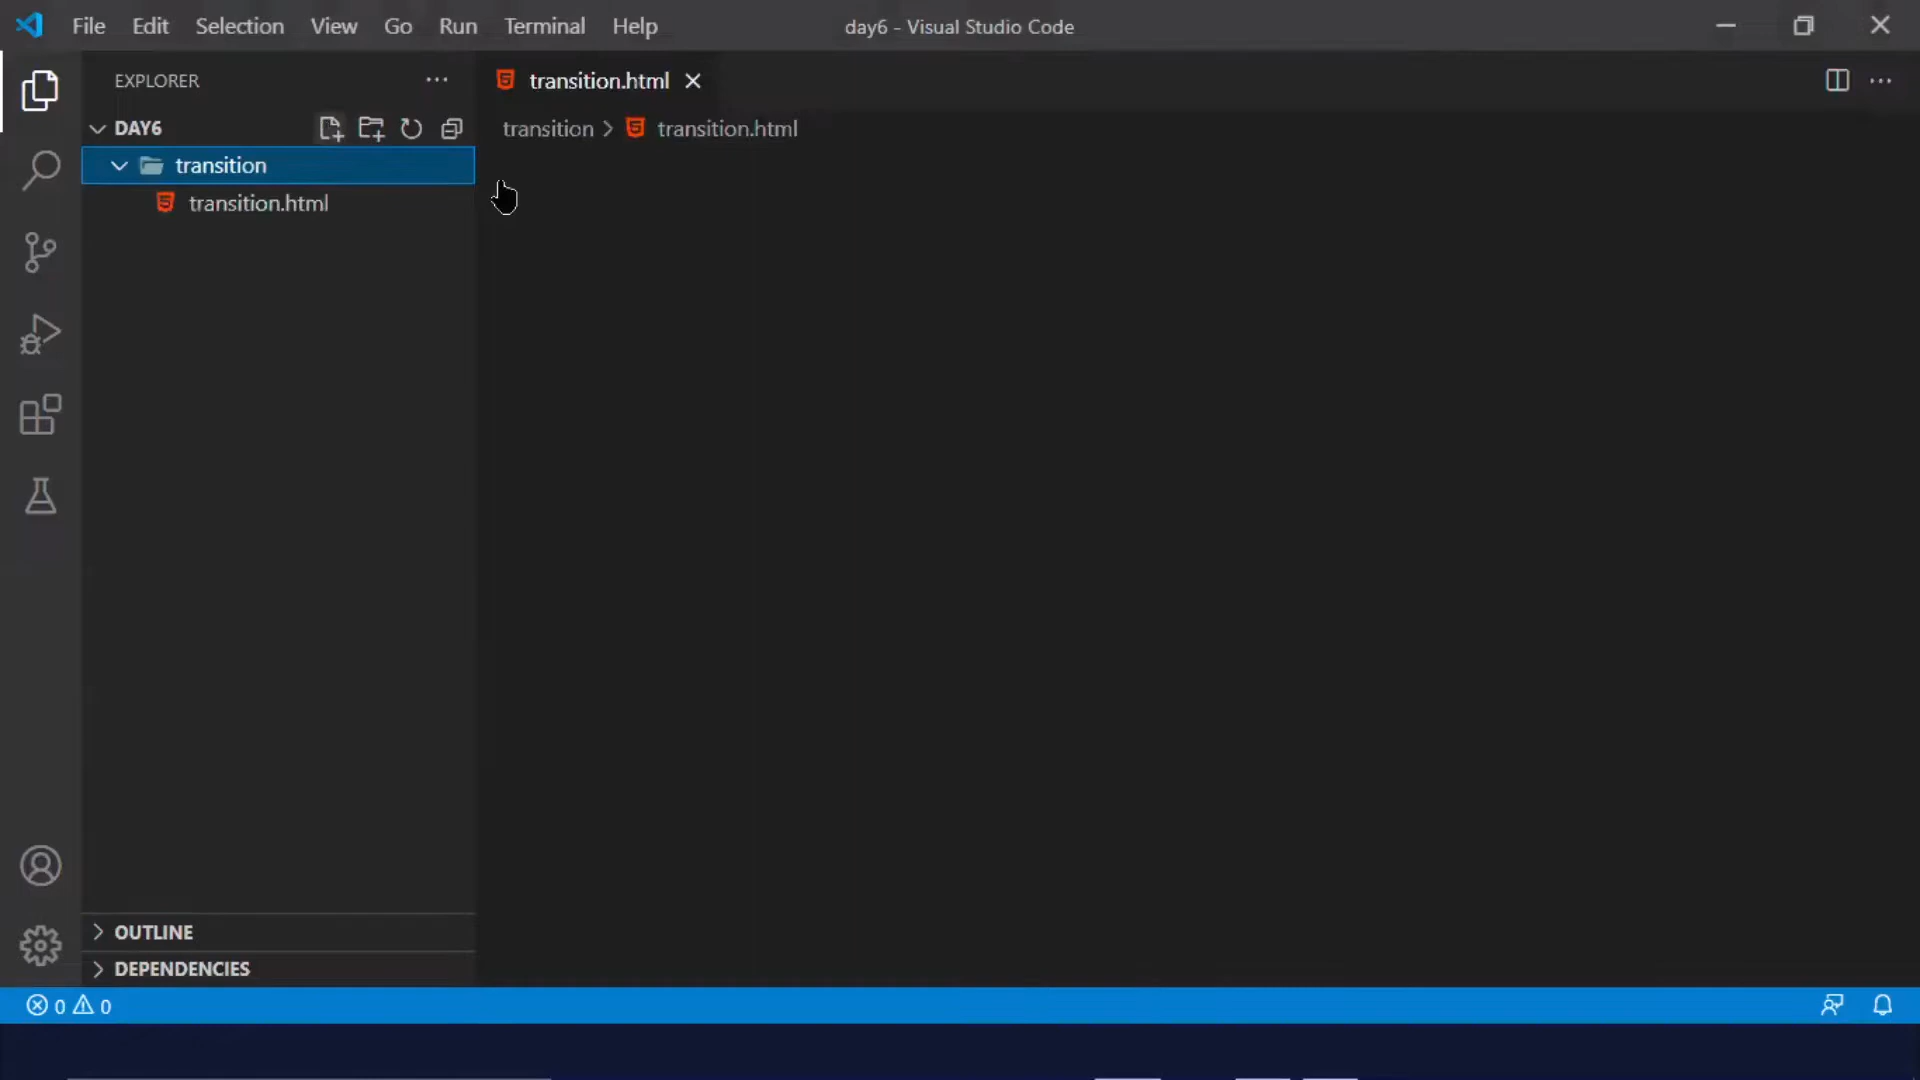 File Edit Selection View Go Run Terminal Help day6 - Visual Studio Code
EXPLORER
transition.html
DAY6
transition > transition.html
transition
transition.html
OUTLINE
DEPENDENCIES
0 0